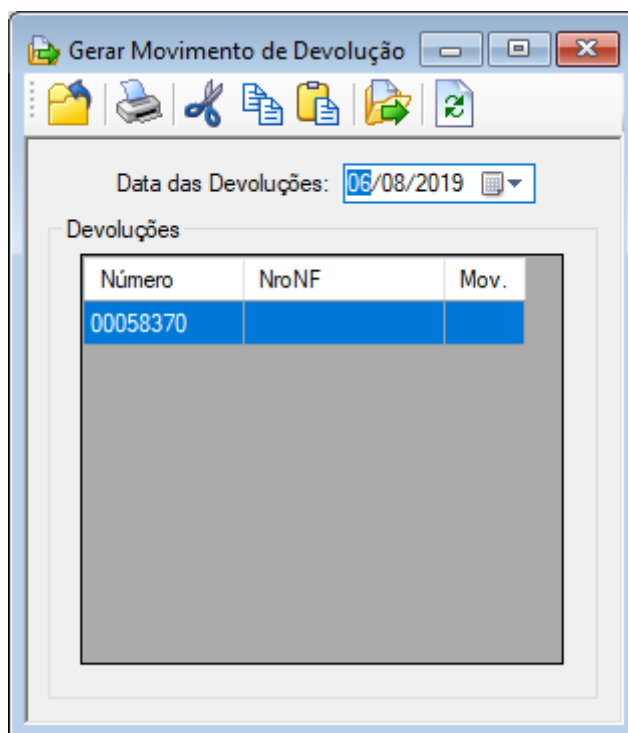 Gerar Movimento de Devolução
Data das Devoluções: 06/08/2019
Devoluções
Número NroNF Mov.
00058370